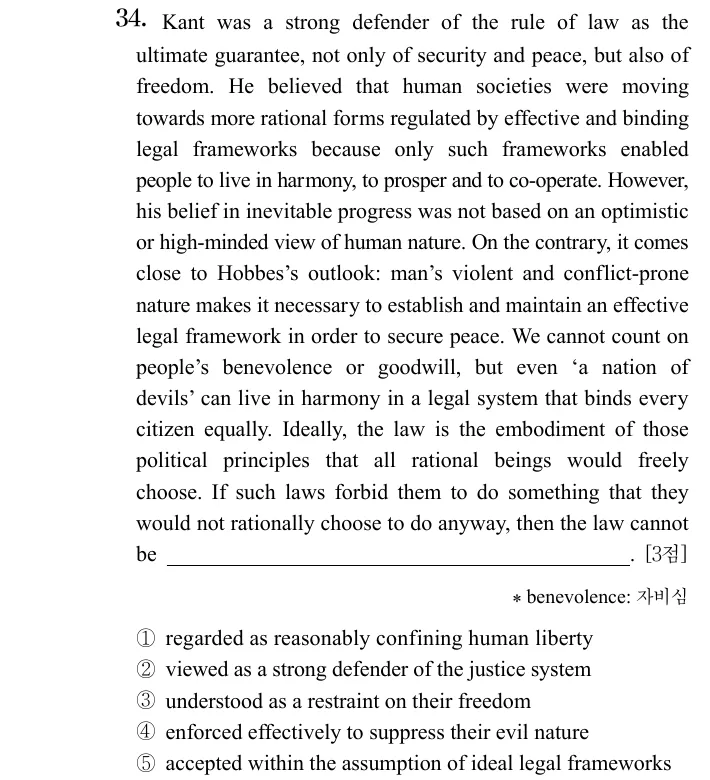 34. Kant was a strong defender of the rule of law as the
ultimate guarantee, not only of security and peace, but also of
freedom. He believed that human societies were moving
towards more rational forms regulated by effective and binding
legal frameworks because only such frameworks enabled
people to live in harmony, to prosper and to co-operate. However,
his belief in inevitable progress was not based on an optimistic
or high-minded view of human nature. On the contrary, it comes
close to Hobbes’s outlook: man’s violent and conflict-prone
nature makes it necessary to establish and maintain an effective
legal framework in order to secure peace. We cannot count on
people’s benevolence or goodwill, but even ‘a nation of
devils’ can live in harmony in a legal system that binds every
citizen equally. Ideally, the law is the embodiment of those
political principles that all rational beings would freely
choose. If such laws forbid them to do something that they
would not rationally choose to do anyway, then the law cannot
be ______________________________. [3점]
* benevolence: 자비심
① regarded as reasonably confining human liberty
② viewed as a strong defender of the justice system
③ understood as a restraint on their freedom
④ enforced effectively to suppress their evil nature
⑤ accepted within the assumption of ideal legal frameworks